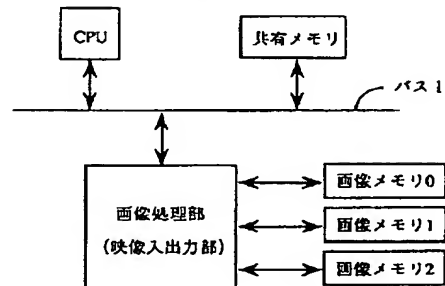 CPU
共有メモリ
バス1
画像処理部
(映像入出力部)
画像メモリ0
画像メモリ1
画像メモリ2